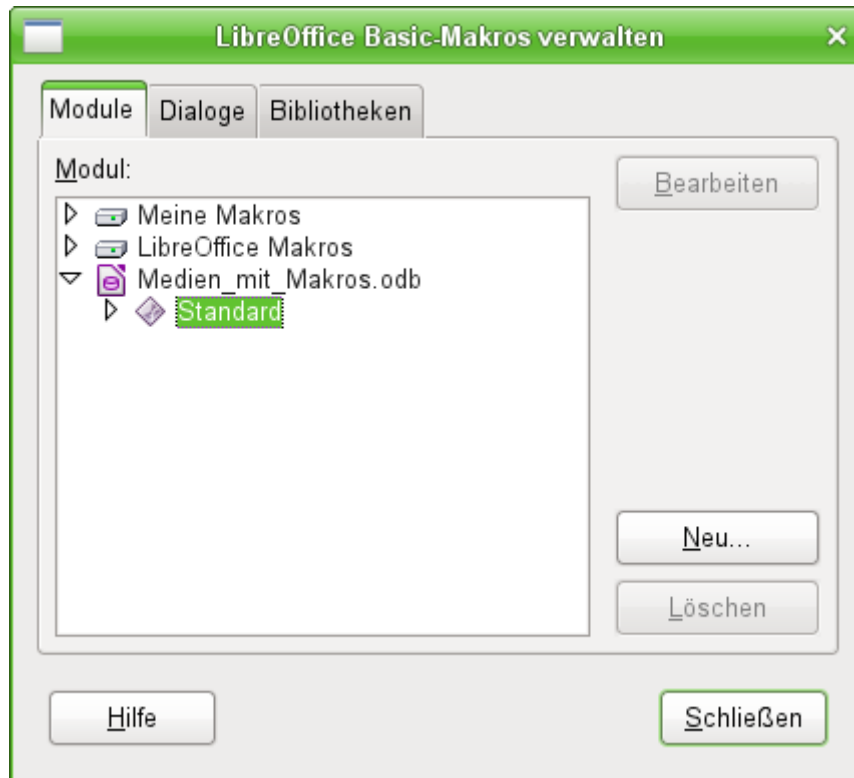 LibreOffice Basic-Makros verwalten
Module Dialoge Bibliotheken
Modul:
Bearbeiten
Meine Makros
LibreOffice Makros
Medien_mit_Makros.odb
Standard
Neu...
Löschen
Hilfe
Schließen